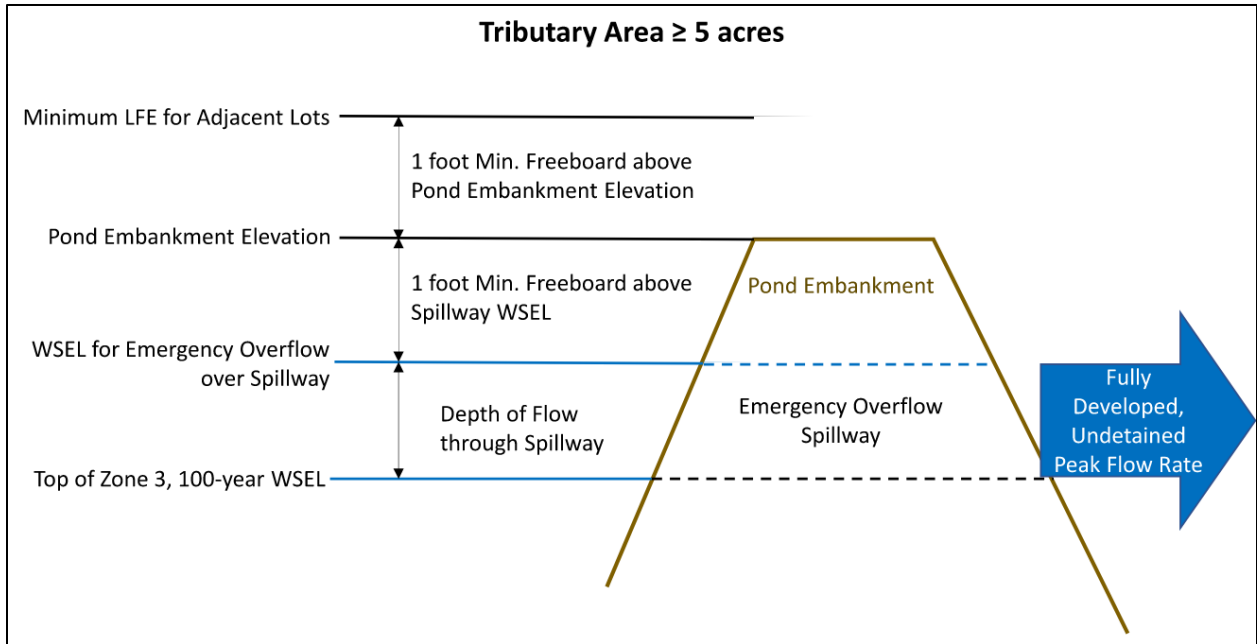 Tributary Area ≥ 5 acres
Minimum LFE for Adjacent Lots
1 foot Min. Freeboard above
Pond Embankment Elevation
Pond Embankment Elevation
1 foot Min. Freeboard above
Spillway WSEL
Pond Embankment
WSEL for Emergency Overflow
over Spillway
Depth of Flow
through Spillway
Emergency Overflow
Spillway
Fully
Developed,
Undetained
Peak Flow Rate
Top of Zone 3, 100-year WSEL